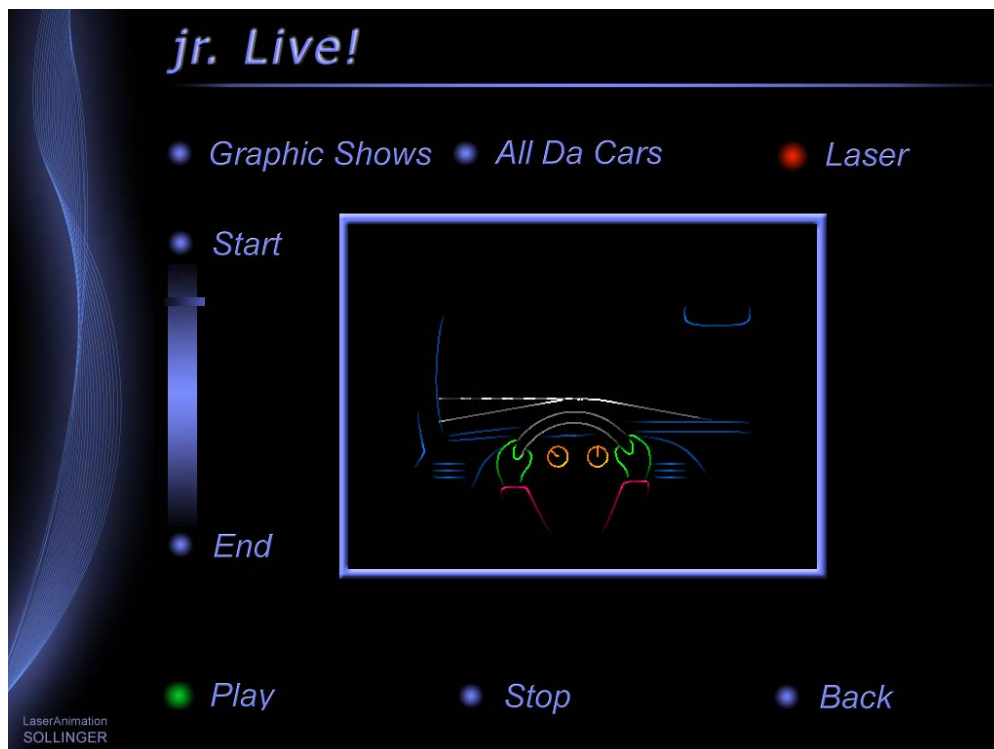 jr. Live!
Graphic Shows
All Da Cars
Laser
Start
End
Play
Stop
Back
LaserAnimation
SOLLINGER